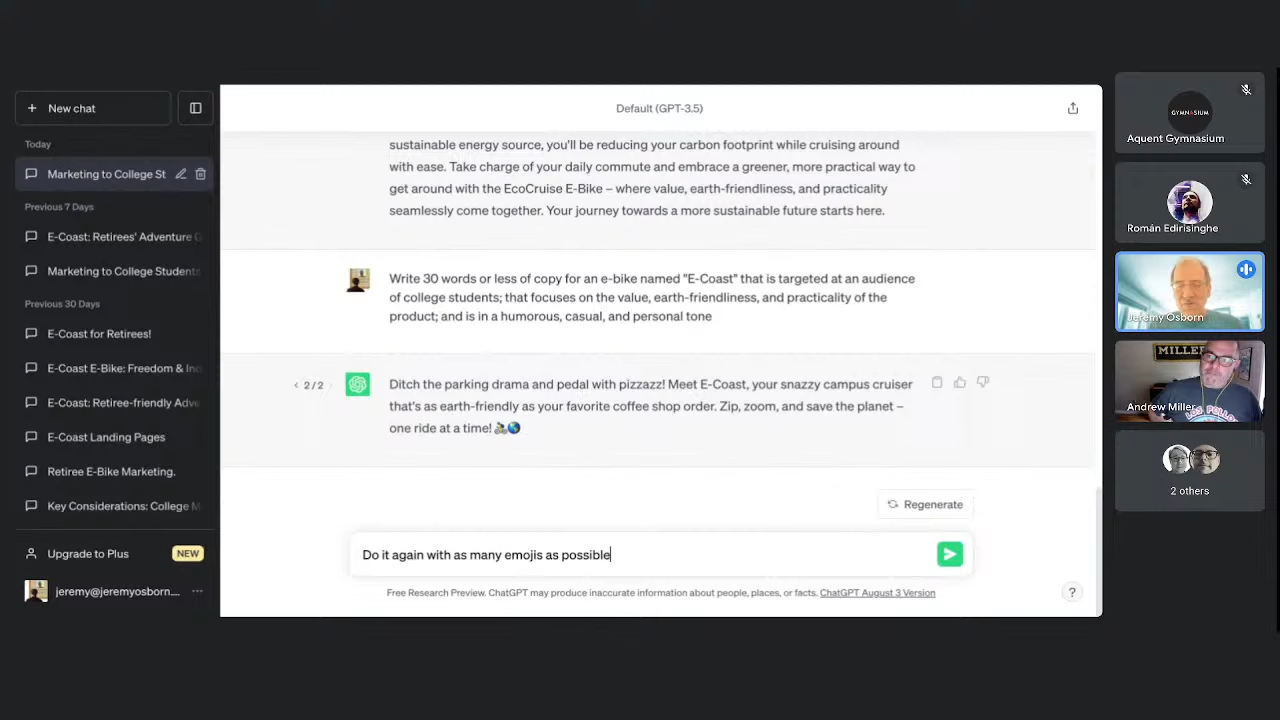 New chat
Today
Marketing to College St
Previous 7 Days
E-Coast: Retirees' Adventure
Marketing to College Students
Previous 30 Days
E-Coast for Retirees!
E-Coast E-Bike: Freedom & In
E-Coast: Retiree-friendly Adve
E-Coast Landing Pages
Retiree E-Bike Marketing.
Key Considerations: College
Upgrade to Plus NEW
jeremy@jeremyosborn....
Default (GPT-3.5)
sustainable energy source, you'll be reducing your carbon footprint while cruising around
with ease. Take charge of your daily commute and embrace a greener, more practical way to
get around with the EcoCruise E-Bike – where value, earth-friendliness, and practicality
seamlessly come together. Your journey towards a more sustainable future starts here.
Write 30 words or less of copy for an e-bike named "E-Coast" that is targeted at an audience
of college students; that focuses on the value, earth-friendliness, and practicality of the
product; and is in a humorous, casual, and personal tone
2/2
Ditch the parking drama and pedal with pizzazz! Meet E-Coast, your snazzy campus cruiser
that's as earth-friendly as your favorite coffee shop order. Zip, zoom, and save the planet –
one ride at a time! 🚴🌎
Regenerate
Do it again with as many emojis as possible
Free Research Preview. ChatGPT may produce inaccurate information about people, places, or facts. ChatGPT August 3 Version
?
GYMNASIUM
Aquent Gymnasium
Román Edirisinghe
Jeremy Osborn
MILLER
Andrew Miller
2 others